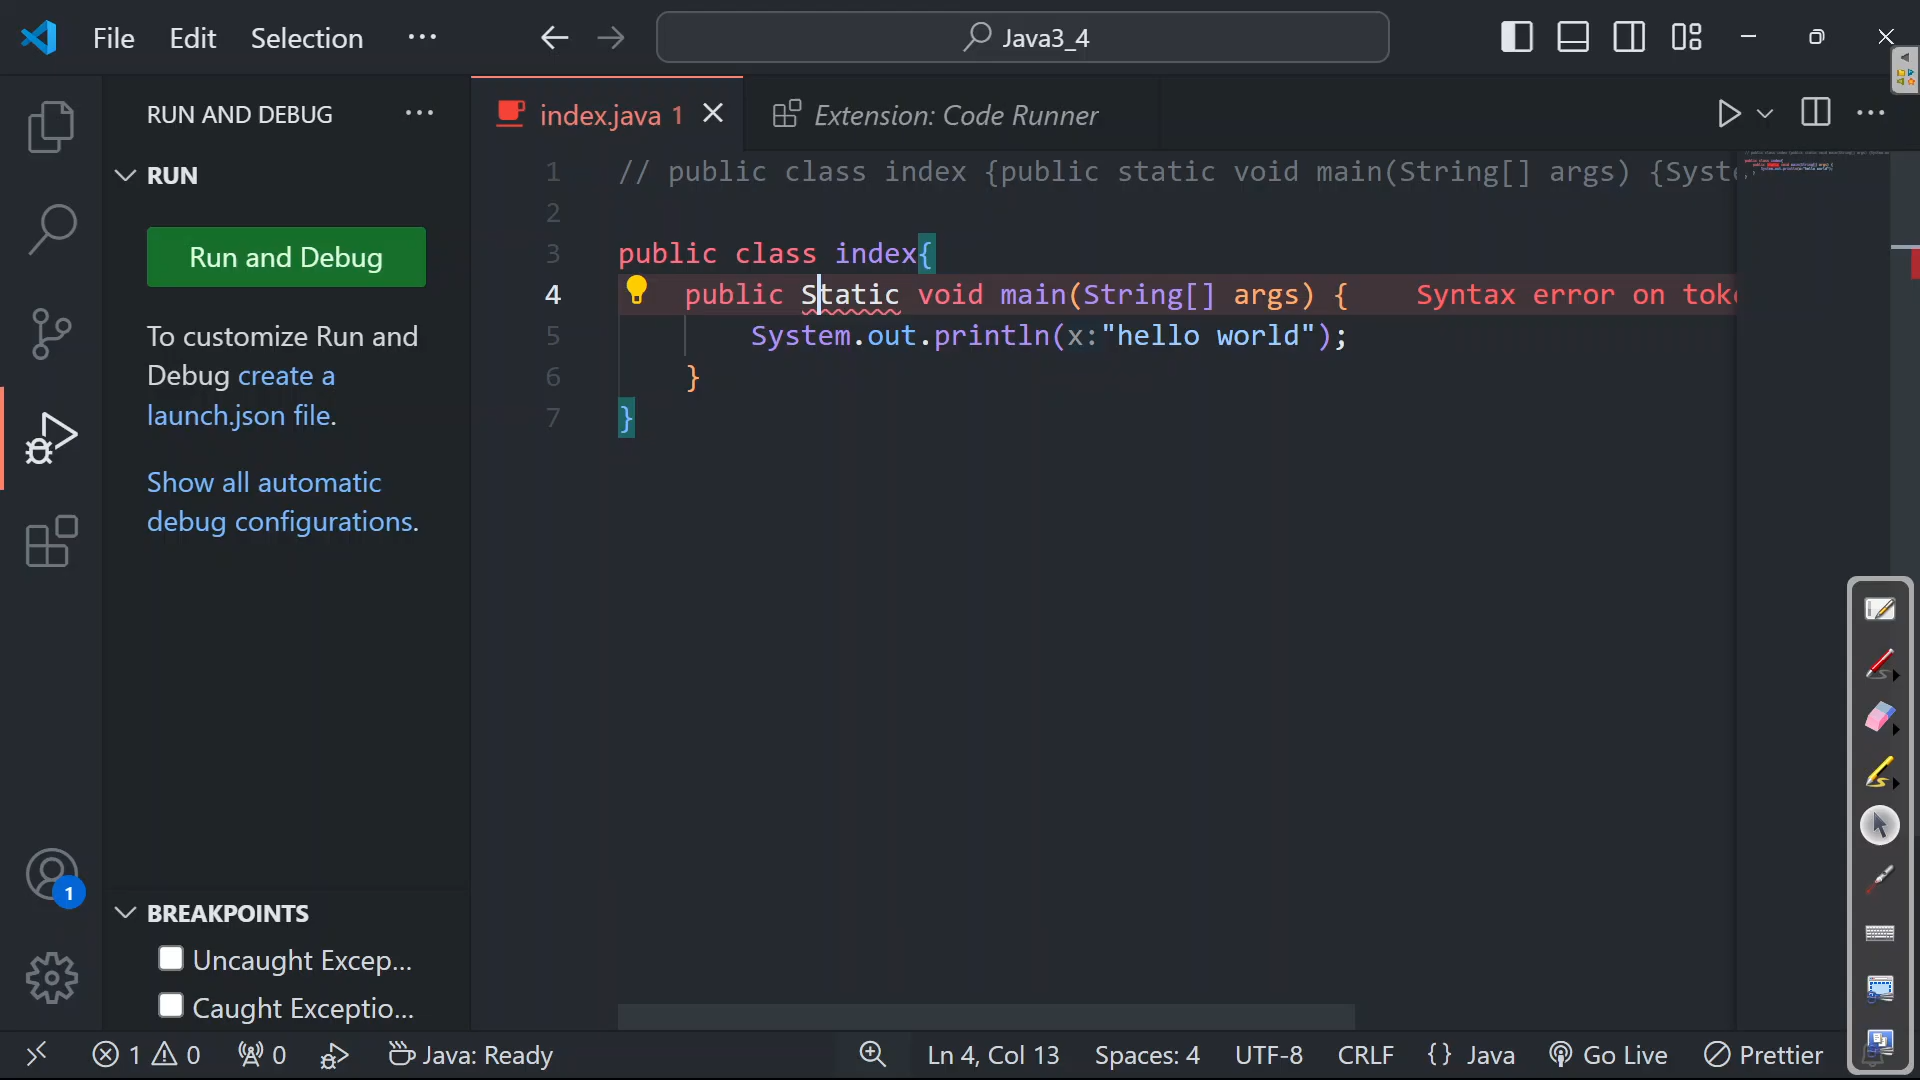 File Edit Selection ··· Java3_4
RUN AND DEBUG ···
index.java 1
Extension: Code Runner
RUN
Run and Debug
To customize Run and
Debug create a
launch.json file.
Show all automatic
debug configurations.
1 // public class index {public static void main(String[] args) {Syst
2
3 public class index{
4 public Static void main(String[] args) { Syntax error on tok
5 System.out.println(x:"hello world");
6 }
7 }
BREAKPOINTS
Uncaught Excep...
Caught Exceptio...
1
1 0 0 Java: Ready Ln 4, Col 13 Spaces: 4 UTF-8 CRLF {} Java Go Live Prettier